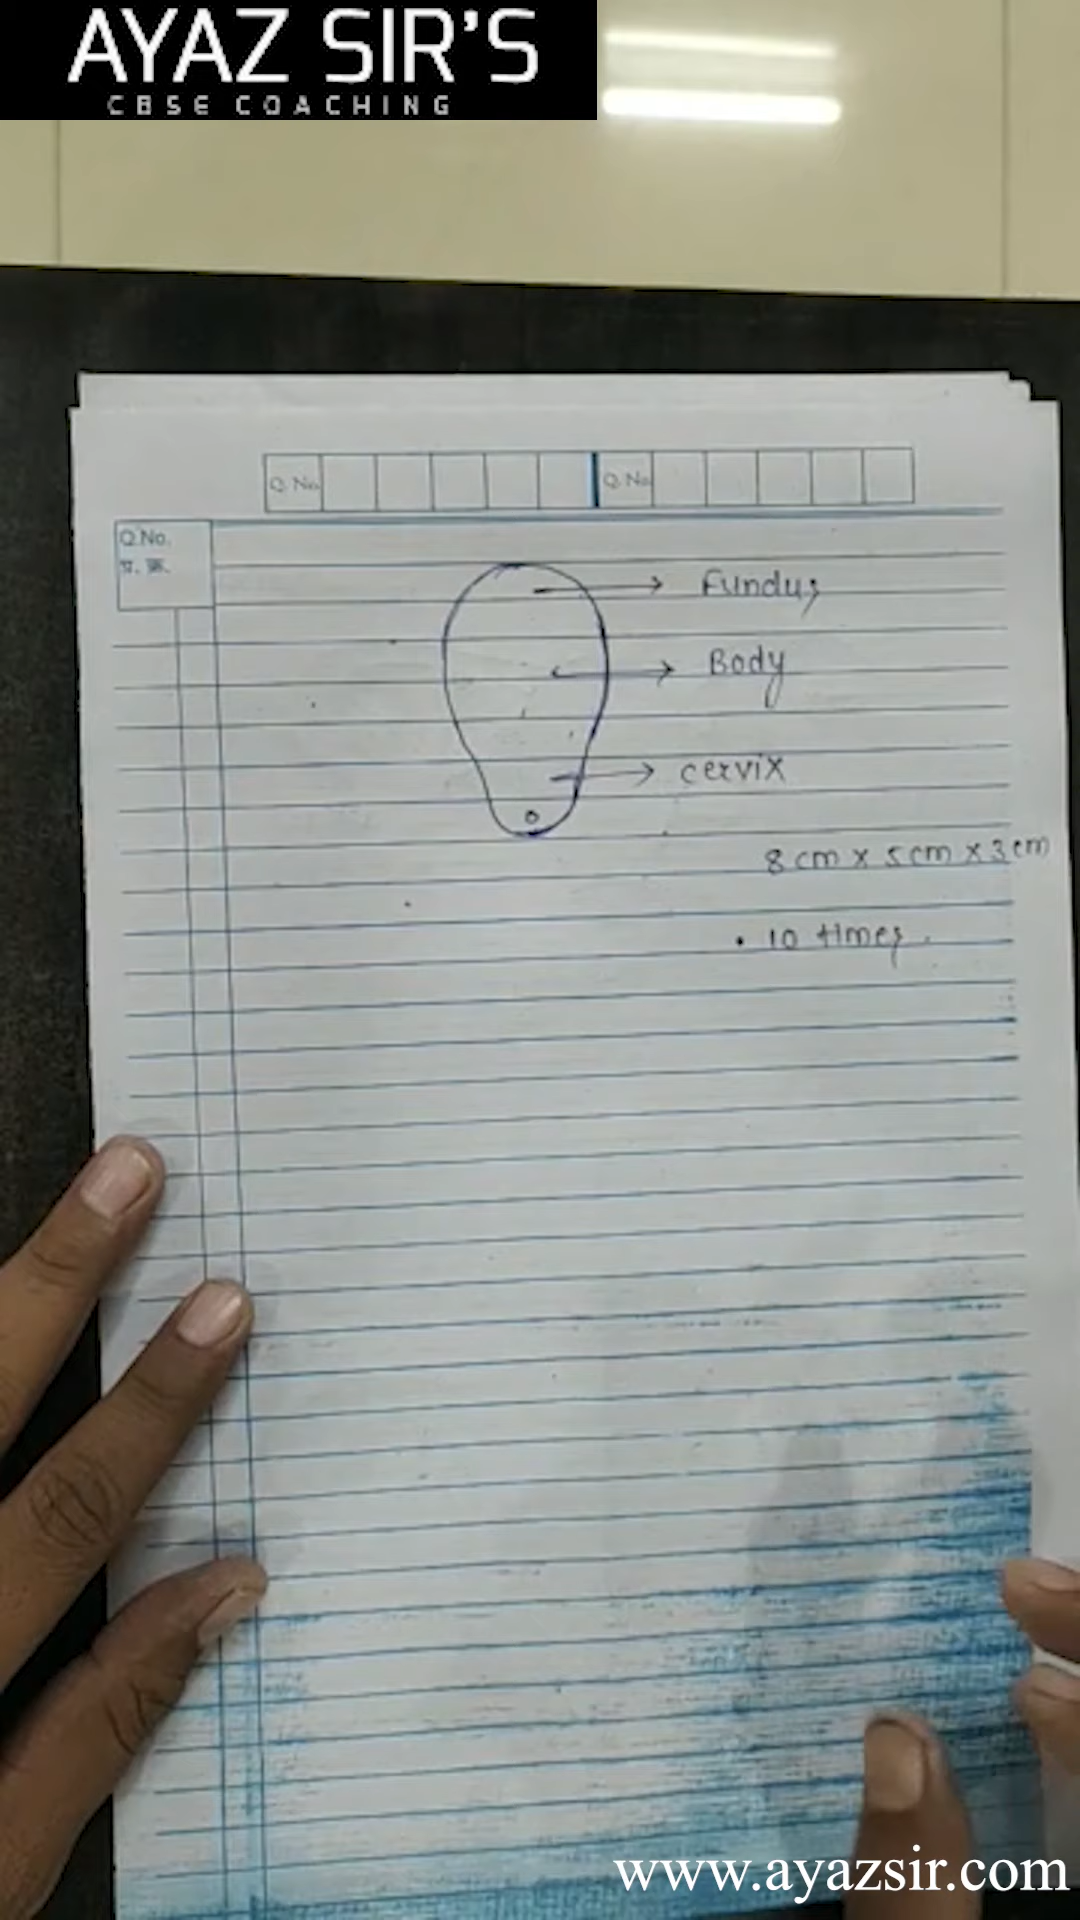 AYAZ SIR'S
CBSE COACHING
Q. No. Q. No.
Q.No.
प्र. क्र.
Fundus
Body
cervix
8 cm x 5 cm x 3 cm
• 10 times.
www.ayazsir.com